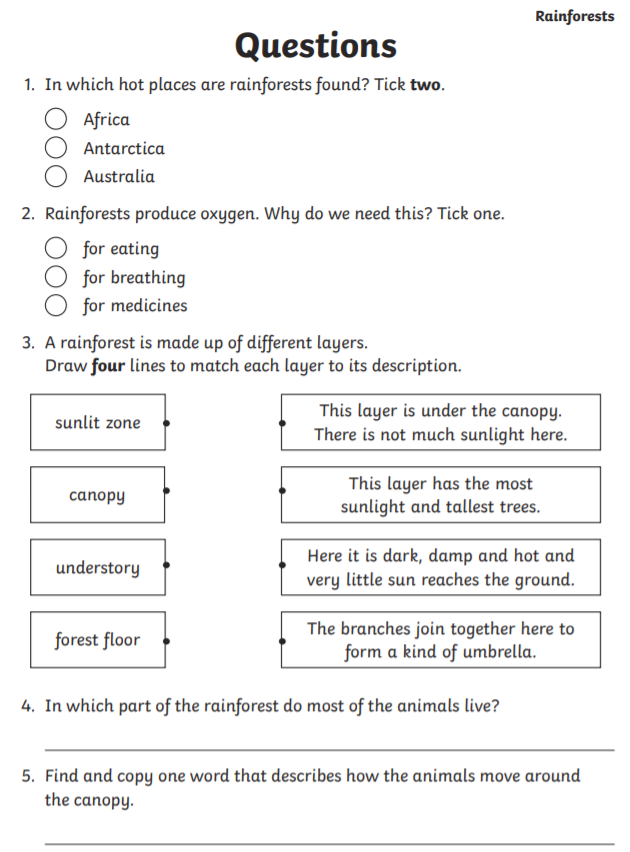 Rainforests
Questions
1. In which hot places are rainforests found? Tick two.
Africa
Antarctica
Australia
2. Rainforests produce oxygen. Why do we need this? Tick one.
for eating
for breathing
for medicines
3. A rainforest is made up of different layers.
Draw four lines to match each layer to its description.
sunlit zone
This layer is under the canopy.
There is not much sunlight here.
canopy
This layer has the most
sunlight and tallest trees.
understory
Here it is dark, damp and hot and
very little sun reaches the ground.
forest floor
The branches join together here to
form a kind of umbrella.
4. In which part of the rainforest do most of the animals live?
5. Find and copy one word that describes how the animals move around
the canopy.